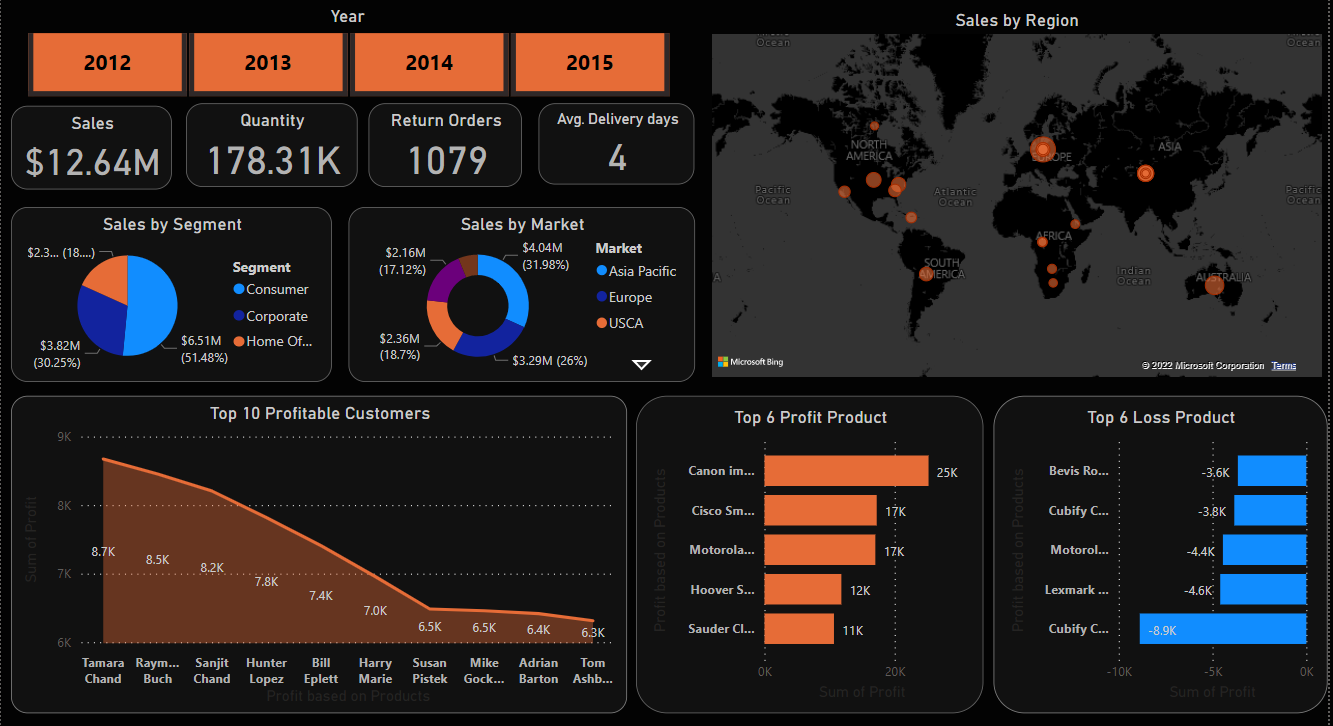 Year
2012
2013
2014
2015
Sales
$12.64M
Quantity
178.31K
Return Orders
1079
Avg. Delivery days
4
Sales by Region
Ocean
Ocean
Ocean
NORTH
AMERICA
EUROPE
ASIA
Pacific
Ocean
Atlantic
Ocean
Pacific
Ocean
AFRICA
SOUTH
AMERICA
Indian
Ocean
AUSTRALIA
A
Microsoft Bing
© 2022 Microsoft Corporation
Terms
Sales by Segment
$2.3... (18....)
$3.82M
(30.25%)
$6.51M
(51.48%)
Segment
Consumer
Corporate
Home Of...
Sales by Market
$2.16M
(17.12%)
$4.04M
(31.98%)
$2.36M
(18.7%)
$3.29M (26%)
Market
Asia Pacific
Europe
USCA
Top 10 Profitable Customers
Sum of Profit
9K
8K
7K
6K
8.7K
8.5K
8.2K
7.8K
7.4K
7.0K
6.5K
6.5K
6.4K
6.3K
Tamara
Chand
Raym...
Buch
Sanjit
Chand
Hunter
Lopez
Bill
Eplett
Harry
Marie
Susan
Pistek
Mike
Gock...
Adrian
Barton
Tom
Ashb...
Profit based on Products
Top 6 Profit Product
Profit based on Products
Canon im...
25K
Cisco Sm...
17K
Motorola...
17K
Hoover S...
12K
Sauder Cl...
11K
0K
20K
Sum of Profit
Top 6 Loss Product
Profit based on Products
Bevis Ro...
-3.6K
Cubify C...
-3.8K
Motorol...
-4.4K
Lexmark ...
-4.6K
Cubify C...
-8.9K
-10K
-5K
0K
Sum of Profit